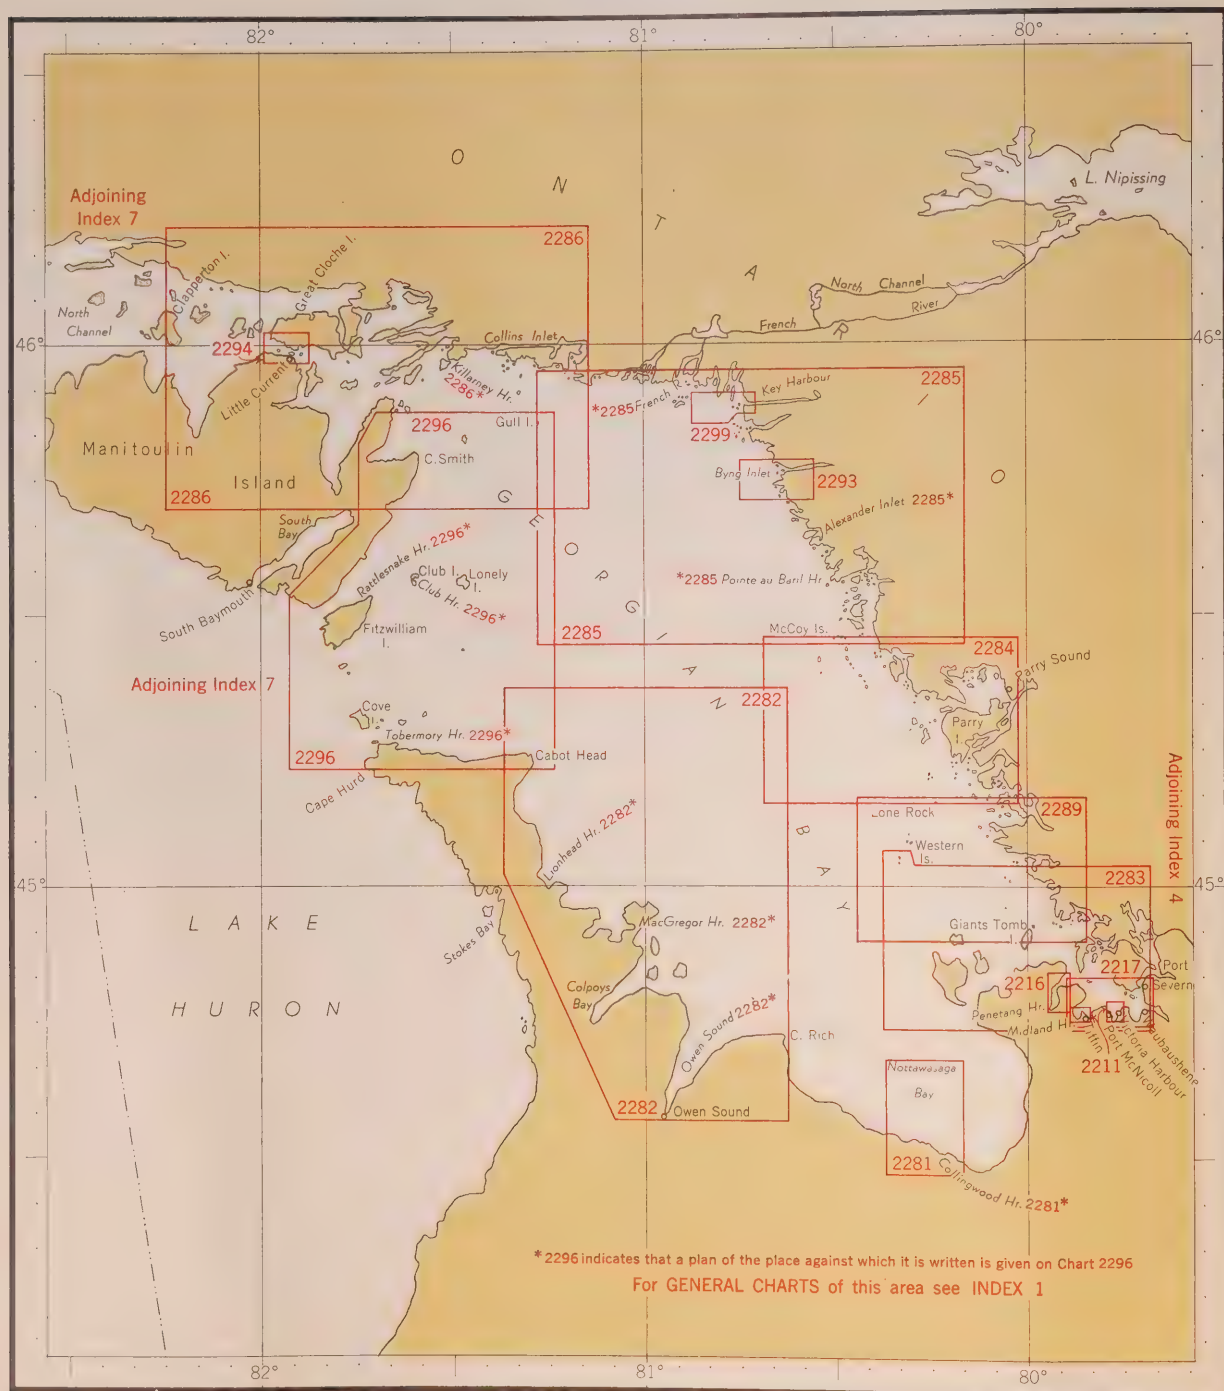 82°
81°
80°
O N T A R I O
L. Nipissing
Adjoining
Index 7
2286
Clapperton I.
Great Cloche I.
North Channel
River
French
North
Channel
Collins Inlet
46°
2294
Little Current
Killarney Hr.
2286*
2285
Key Harbour
*2285 French
2299
Gull I.
2296
C. Smith
Manitoulin
Island
2286
Byng Inlet
2293
Alexander Inlet 2285*
South
Bay
Rattlesnake Hr. 2296*
Club I.
Club Hr. 2296*
Lonely
I.
*2285 Pointe au Baril Hr
South Baymouth
Fitzwilliam
I.
2285
McCoy Is.
2284
Parry Sound
GEORGIAN BAY
Adjoining Index 7
2282
Parry
I.
Cove
I.
Tobermory Hr. 2296*
2296
Cabot Head
Cape Hurd
Adjoining Index 4
2289
Lone Rock
Lionhead Hr. 2282*
Western
Is.
2283
45°
45°
LAKE
HURON
Stokes Bay
MacGregor Hr. 2282*
Giants Tomb
I.
2217
Port
Severn
2216
Colpoys
Bay
Penetang Hr.
Midland Hr.
Tiffin
Port McNicoll
Victoria Harbour
Waubaushene
2211
Owen Sound 2282*
C. Rich
Nottawasaga
Bay
2282
Owen Sound
2281
Collingwood Hr. 2281*
*2296 indicates that a plan of the place against which it is written is given on Chart 2296
For GENERAL CHARTS of this area see INDEX 1
82°
81°
80°